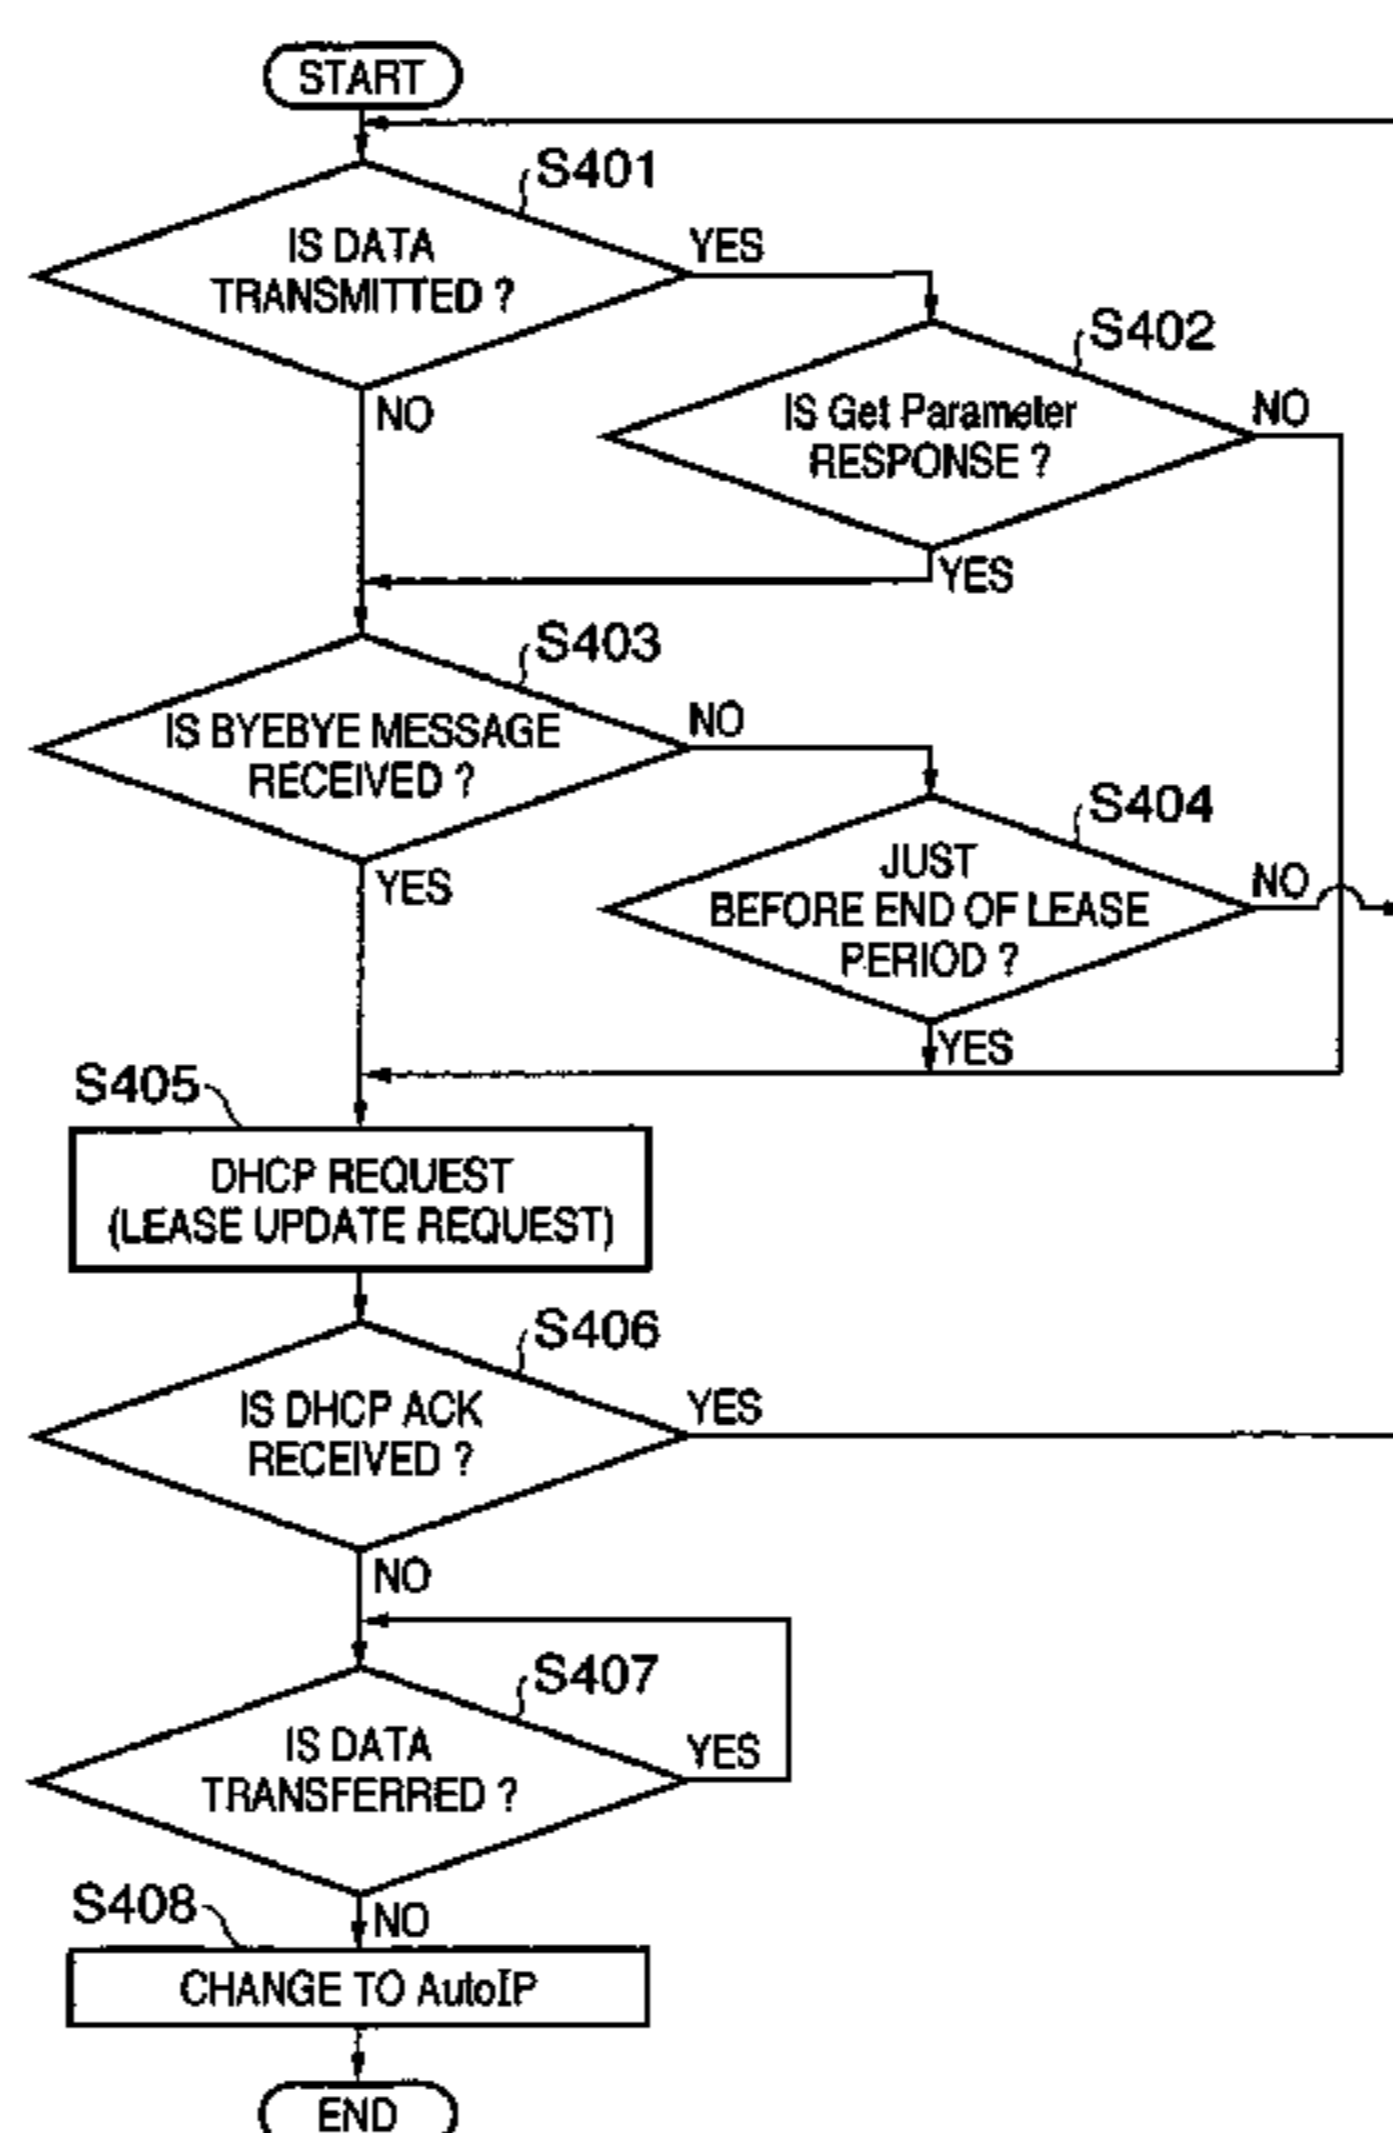 START
S401
IS DATA
TRANSMITTED ?
YES
NO
S402
IS Get Parameter
RESPONSE ?
NO
YES
S403
IS BYEBYE MESSAGE
RECEIVED ?
NO
YES
S404
JUST
BEFORE END OF LEASE
PERIOD ?
NO
YES
S405
DHCP REQUEST
(LEASE UPDATE REQUEST)
S406
IS DHCP ACK
RECEIVED ?
YES
NO
S407
IS DATA
TRANSFERRED ?
YES
NO
S408
CHANGE TO AutoIP
END